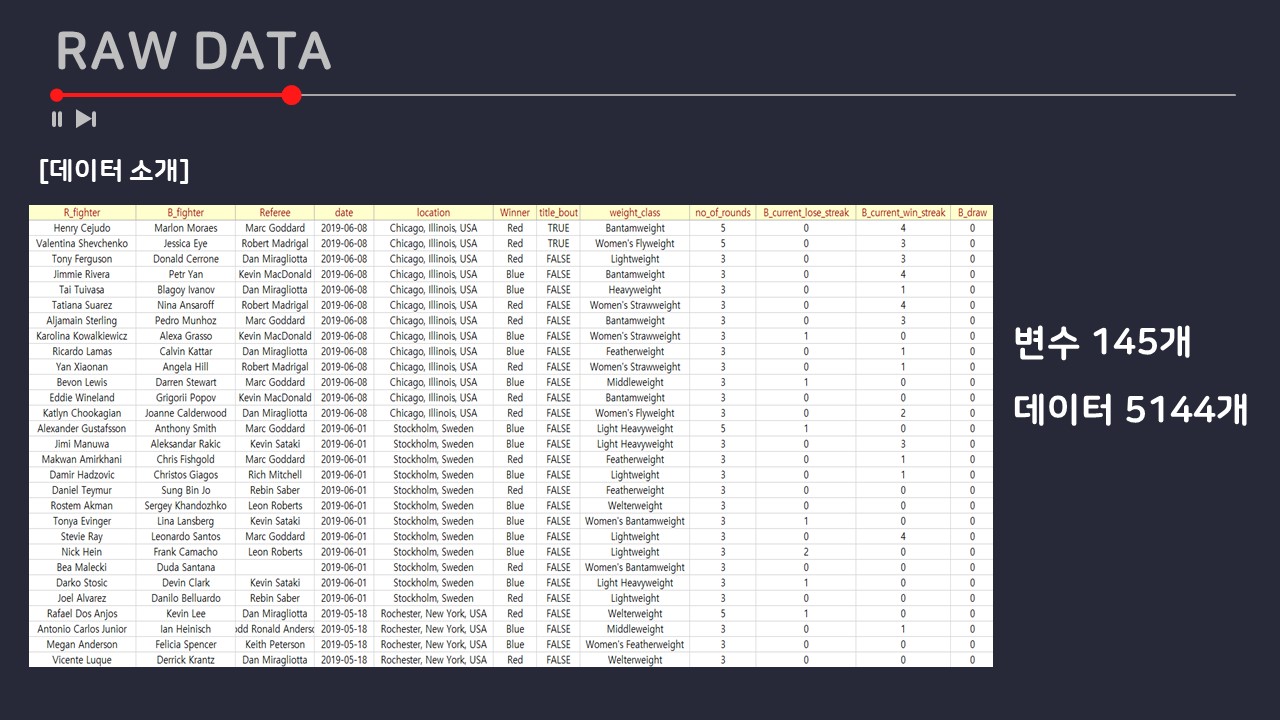 RAW DATA
[데이터 소개]
R_fighter B_fighter Referee date location Winner title_bout weight_class no_of_rounds B_current_lose_streak B_current_win_streak B_draw
Henry Cejudo Marlon Moraes Marc Goddard 2019-06-08 Chicago, Illinois, USA Red TRUE Bantamweight 5 0 4 0
Valentina Shevchenko Jessica Eye Robert Madrigal 2019-06-08 Chicago, Illinois, USA Red TRUE Women's Flyweight 5 0 3 0
Tony Ferguson Donald Cerrone Dan Miragliotta 2019-06-08 Chicago, Illinois, USA Red FALSE Lightweight 3 0 3 0
Jimmie Rivera Petr Yan Kevin MacDonald 2019-06-08 Chicago, Illinois, USA Blue FALSE Bantamweight 3 0 4 0
Tai Tuivasa Blagoy Ivanov Dan Miragliotta 2019-06-08 Chicago, Illinois, USA Blue FALSE Heavyweight 3 0 1 0
Tatiana Suarez Nina Ansaroff Robert Madrigal 2019-06-08 Chicago, Illinois, USA Red FALSE Women's Strawweight 3 0 4 0
Aljamain Sterling Pedro Munhoz Marc Goddard 2019-06-08 Chicago, Illinois, USA Red FALSE Bantamweight 3 0 3 0
Karolina Kowalkiewicz Alexa Grasso Kevin MacDonald 2019-06-08 Chicago, Illinois, USA Blue FALSE Women's Strawweight 3 1 0 0
Ricardo Lamas Calvin Kattar Dan Miragliotta 2019-06-08 Chicago, Illinois, USA Blue FALSE Featherweight 3 0 1 0
Yan Xiaonan Angela Hill Robert Madrigal 2019-06-08 Chicago, Illinois, USA Red FALSE Women's Strawweight 3 0 1 0
Bevon Lewis Darren Stewart Marc Goddard 2019-06-08 Chicago, Illinois, USA Blue FALSE Middleweight 3 1 0 0
Eddie Wineland Grigorii Popov Kevin MacDonald 2019-06-08 Chicago, Illinois, USA Red FALSE Bantamweight 3 0 0 0
Katlyn Chookagian Joanne Calderwood Dan Miragliotta 2019-06-08 Chicago, Illinois, USA Red FALSE Women's Flyweight 3 0 2 0
Alexander Gustafsson Anthony Smith Marc Goddard 2019-06-01 Stockholm, Sweden Blue FALSE Light Heavyweight 5 1 0 0
Jimi Manuwa Aleksandar Rakic Kevin Sataki 2019-06-01 Stockholm, Sweden Blue FALSE Light Heavyweight 3 0 3 0
Makwan Amirkhani Chris Fishgold Marc Goddard 2019-06-01 Stockholm, Sweden Red FALSE Featherweight 3 0 1 0
Damir Hadzovic Christos Giagos Rich Mitchell 2019-06-01 Stockholm, Sweden Blue FALSE Lightweight 3 0 1 0
Daniel Teymur Sung Bin Jo Rebin Saber 2019-06-01 Stockholm, Sweden Red FALSE Featherweight 3 0 0 0
Rostem Akman Sergey Khandozhko Leon Roberts 2019-06-01 Stockholm, Sweden Blue FALSE Welterweight 3 0 0 0
Tonya Evinger Lina Lansberg Kevin Sataki 2019-06-01 Stockholm, Sweden Blue FALSE Women's Bantamweight 3 1 0 0
Stevie Ray Leonardo Santos Marc Goddard 2019-06-01 Stockholm, Sweden Blue FALSE Lightweight 3 0 4 0
Nick Hein Frank Camacho Leon Roberts 2019-06-01 Stockholm, Sweden Blue FALSE Lightweight 3 2 0 0
Bea Malecki Duda Santana 2019-06-01 Stockholm, Sweden Red FALSE Women's Bantamweight 3 0 0 0
Darko Stosic Devin Clark Kevin Sataki 2019-06-01 Stockholm, Sweden Blue FALSE Light Heavyweight 3 1 0 0
Joel Alvarez Danilo Belluardo Rebin Saber 2019-06-01 Stockholm, Sweden Red FALSE Lightweight 3 0 0 0
Rafael Dos Anjos Kevin Lee Dan Miragliotta 2019-05-18 Rochester, New York, USA Red FALSE Welterweight 5 1 0 0
Antonio Carlos Junior Ian Heinisch odd Ronald Anders 2019-05-18 Rochester, New York, USA Blue FALSE Middleweight 3 0 1 0
Megan Anderson Felicia Spencer Keith Peterson 2019-05-18 Rochester, New York, USA Blue FALSE Women's Featherweight 3 0 0 0
Vicente Luque Derrick Krantz Dan Miragliotta 2019-05-18 Rochester, New York, USA Red FALSE Welterweight 3 0 0 0
변수 145개
데이터 5144개